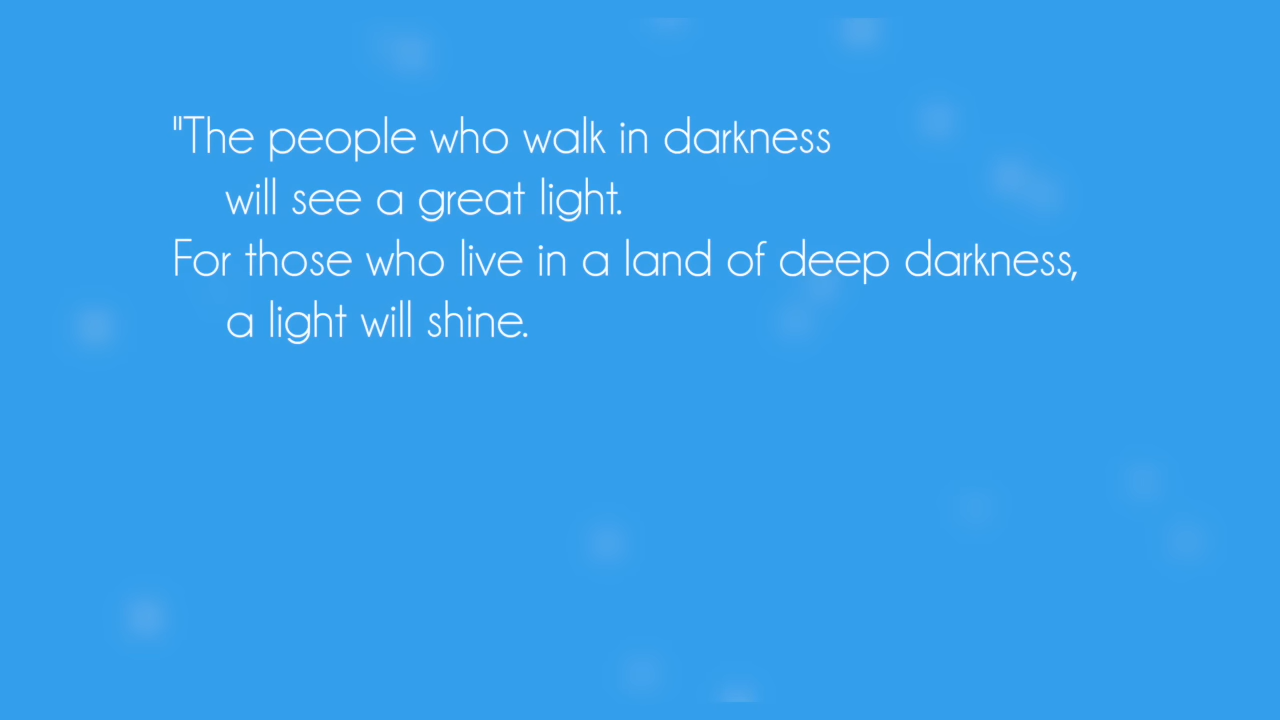 "The people who walk in darkness
will see a great light.
For those who live in a land of deep darkness,
a light will shine.